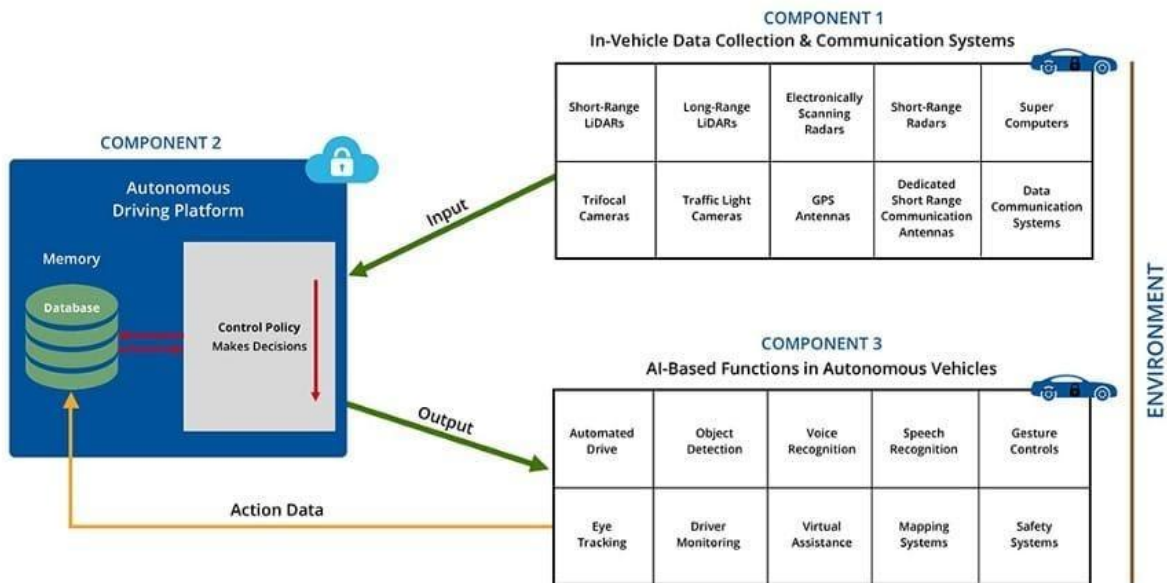 COMPONENT 1
In-Vehicle Data Collection & Communication Systems
Short-Range
LiDARs
Long-Range
LiDARs
Electronically
Scanning
Radars
Short-Range
Radars
Super
Computers
Trifocal
Cameras
Traffic Light
Cameras
GPS
Antennas
Dedicated
Short Range
Communication
Antennas
Data
Communication
Systems
COMPONENT 2
Autonomous
Driving Platform
Memory
Database
Control Policy
Makes Decisions
Input
Output
Action Data
COMPONENT 3
AI-Based Functions in Autonomous Vehicles
Automated
Drive
Object
Detection
Voice
Recognition
Speech
Recognition
Gesture
Controls
Eye
Tracking
Driver
Monitoring
Virtual
Assistance
Mapping
Systems
Safety
Systems
ENVIRONMENT